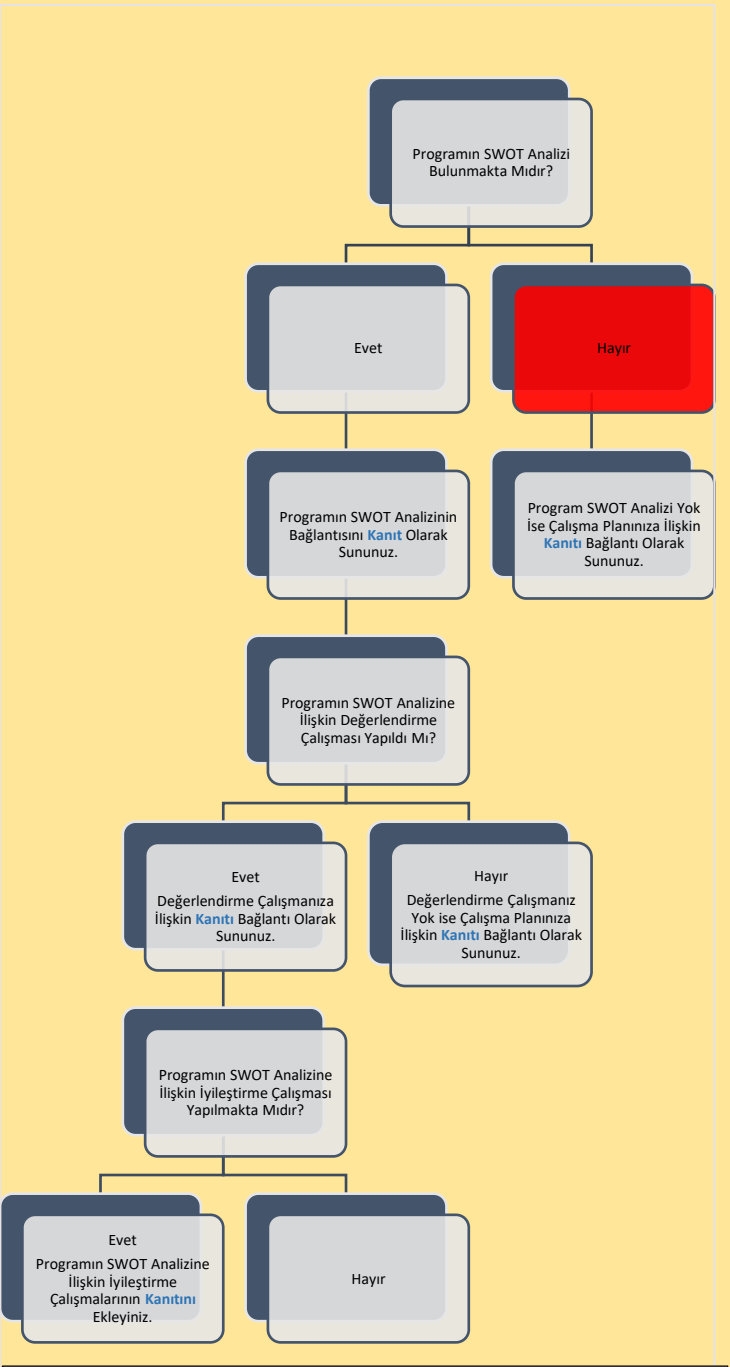 Programın SWOT Analizi
Bulunmakta Mıdır?
Evet
Hayır
Programın SWOT Analizinin
Bağlantısını Kanıt Olarak
Sununuz.
Program SWOT Analizi Yok
İse Çalışma Planınıza İlişkin
Kanıtı Bağlantı Olarak
Sununuz.
Programın SWOT Analizine
İlişkin Değerlendirme
Çalışması Yapıldı Mı?
Evet
Değerlendirme Çalışmanıza
İlişkin Kanıtı Bağlantı Olarak
Sununuz.
Hayır
Değerlendirme Çalışmanız
Yok ise Çalışma Planınıza
İlişkin Kanıtı Bağlantı Olarak
Sununuz.
Programın SWOT Analizine
İlişkin İyileştirme Çalışması
Yapılmakta Mıdır?
Evet
Programın SWOT Analizine
İlişkin İyileştirme
Çalışmalarının Kanıtını
Ekleyiniz.
Hayır